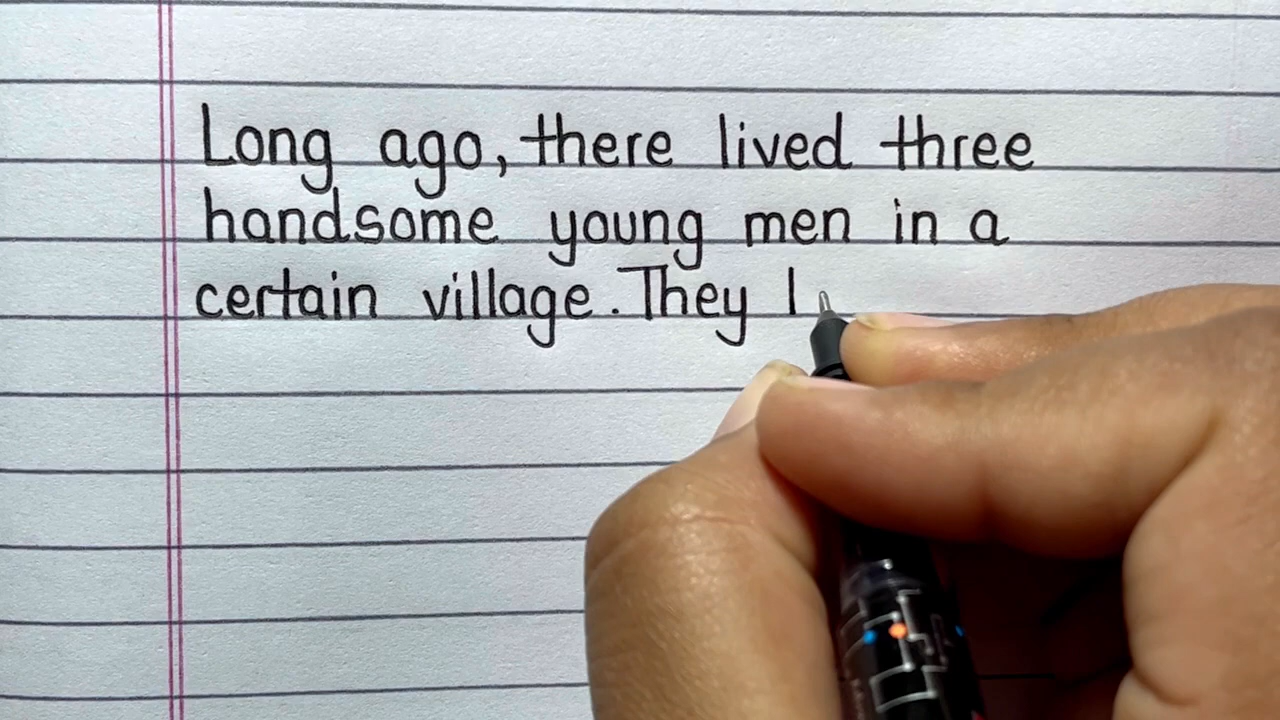 Long ago, there lived three
handsome young men in a
certain village. They l